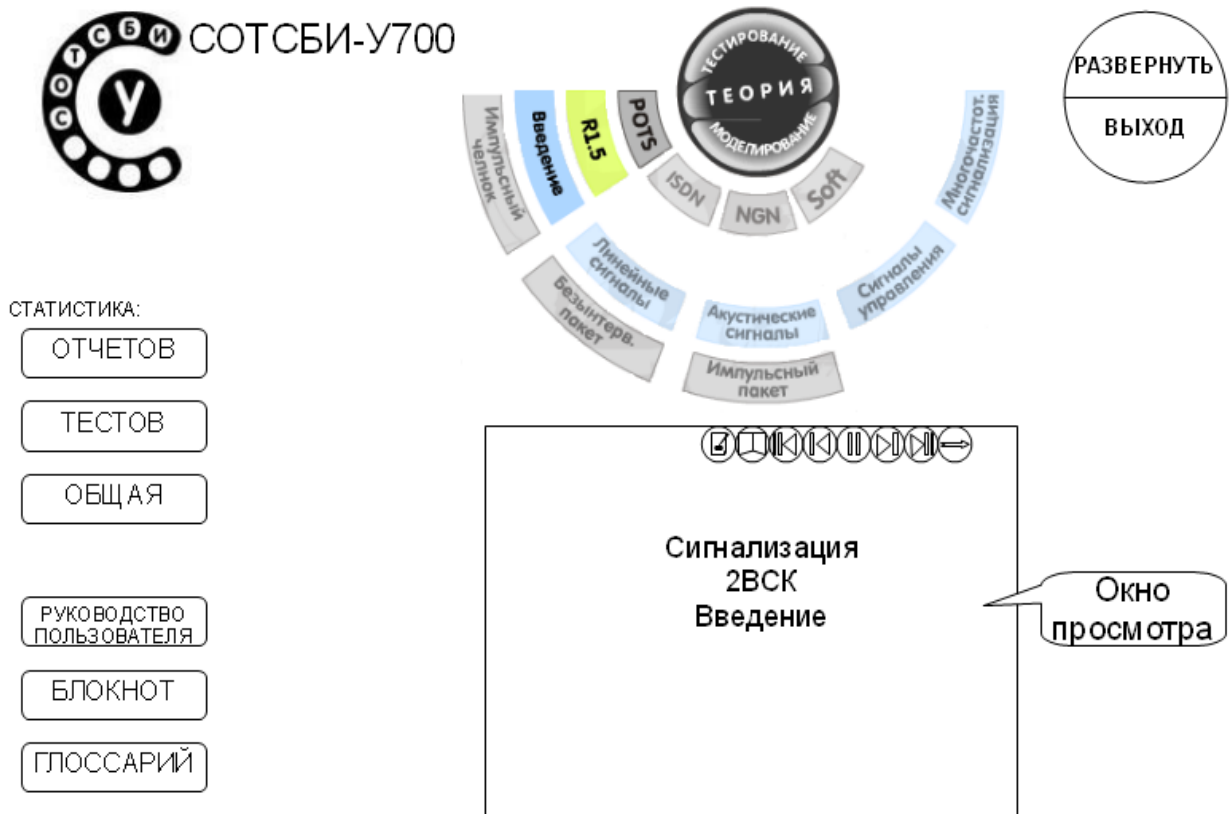 СОТСБИ
У
СОТСБИ-У700
ТЕСТИРОВАНИЕ
ТЕОРИЯ
МОДЕЛИРОВАНИЕ
РАЗВЕРНУТЬ
ВЫХОД
Импульсный
челнок
Введение
R1.5
POTS
ISDN
NGN
Soft
Многочастот.
сигнализация
Линейные
сигналы
Сигналы
управления
Безынтерв.
пакет
Акустические
сигналы
Импульсный
пакет
СТАТИСТИКА:
ОТЧЕТОВ
ТЕСТОВ
ОБЩАЯ
РУКОВОДСТВО
ПОЛЬЗОВАТЕЛЯ
БЛОКНОТ
ГЛОССАРИЙ
Сигнализация
2ВСК
Введение
Окно
просмотра